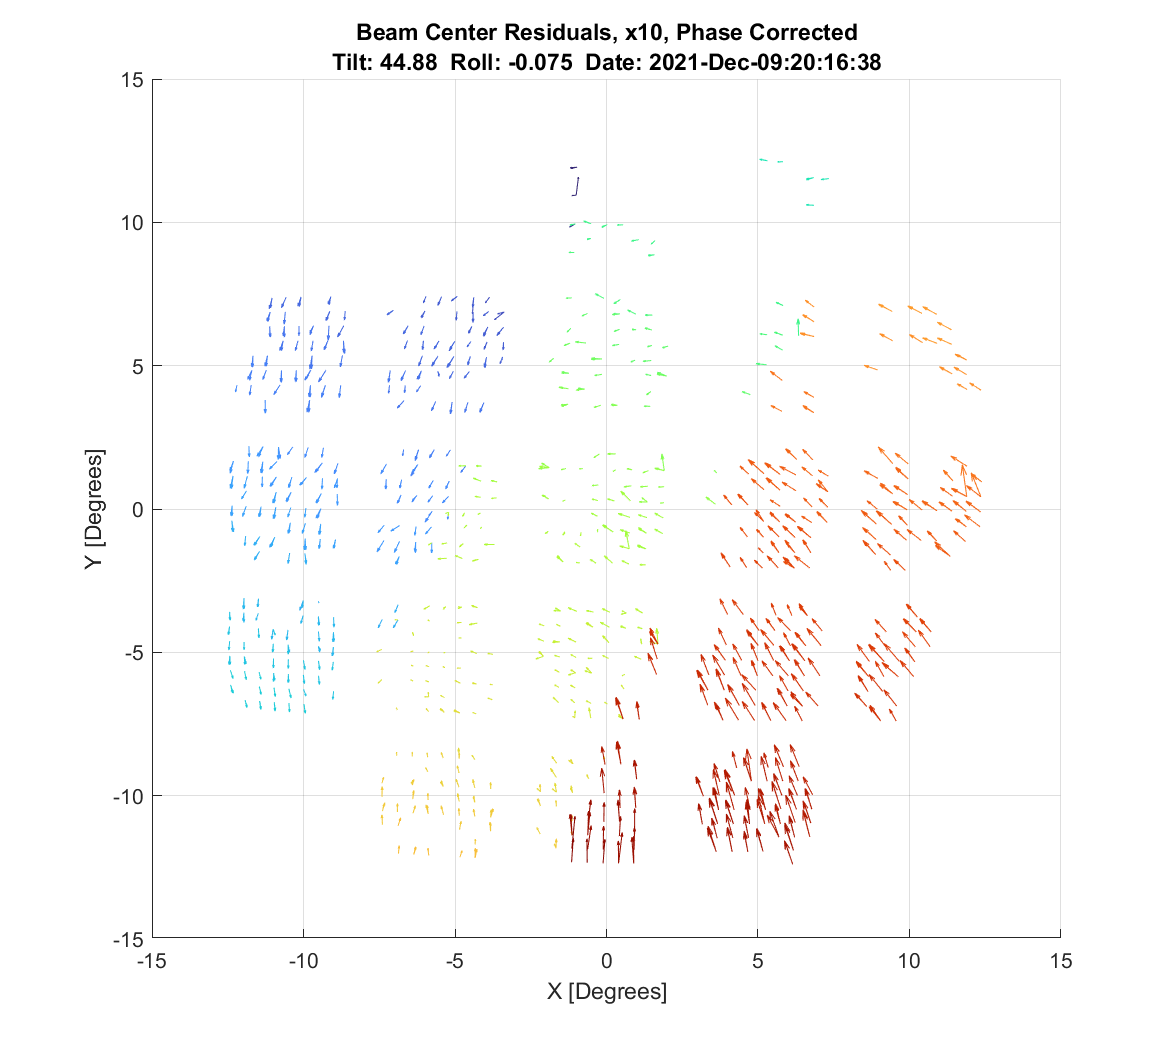 Beam Center Residuals, x10, Phase Corrected
Tilt: 44.88 Roll: -0.075 Date: 2021-Dec-09:20:16:38
15
10
5
0
-5
-10
-15
Y [Degrees]
-15 -10 -5 0 5 10 15
X [Degrees]